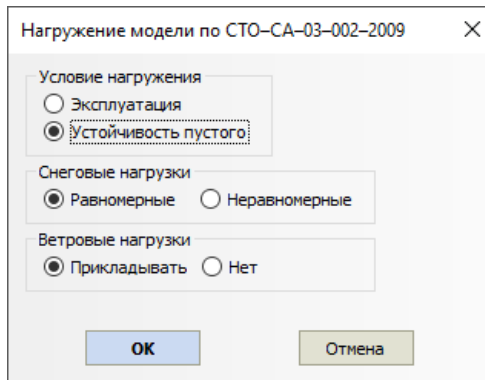 Нагружение модели по СТО–СА–03–002–2009
Условие нагружения
Эксплуатация
Устойчивость пустого
Снеговые нагрузки
Равномерные Неравномерные
Ветровые нагрузки
Прикладывать Нет
ОК Отмена